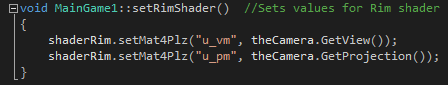 void MainGame1::setRimShader()  //Sets values for Rim shader
{
    shaderRim.setMat4Plz("u_vm", theCamera.GetView());
    shaderRim.setMat4Plz("u_pm", theCamera.GetProjection());
}